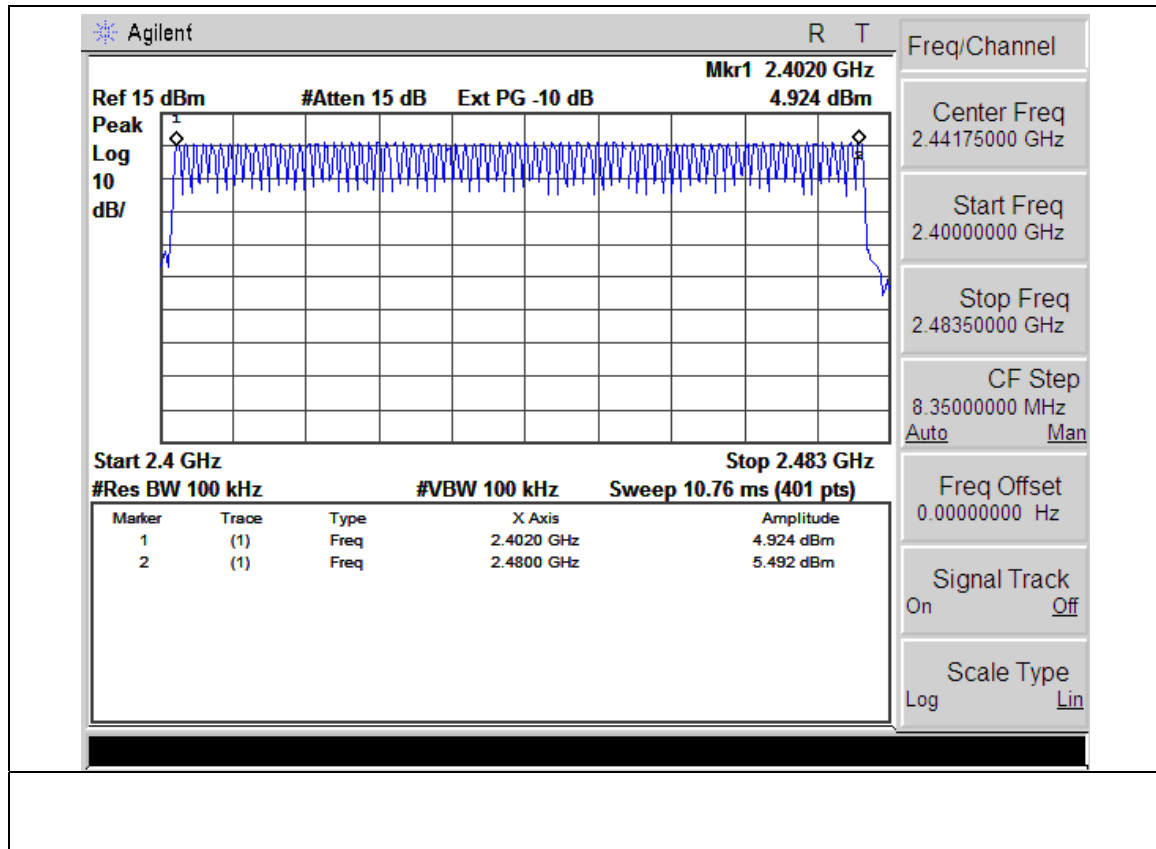 Agilent R T
Mkr1 2.4020 GHz
Ref 15 dBm #Atten 15 dB Ext PG -10 dB 4.924 dBm
Peak
Log
10
dB/
1
2
Start 2.4 GHz Stop 2.483 GHz
#Res BW 100 kHz #VBW 100 kHz Sweep 10.76 ms (401 pts)
Marker Trace Type X Axis Amplitude
1 (1) Freq 2.4020 GHz 4.924 dBm
2 (1) Freq 2.4800 GHz 5.492 dBm
Freq/Channel
Center Freq
2.44175000 GHz
Start Freq
2.40000000 GHz
Stop Freq
2.48350000 GHz
CF Step
8.35000000 MHz
Auto Man
Freq Offset
0.00000000 Hz
Signal Track
On Off
Scale Type
Log Lin